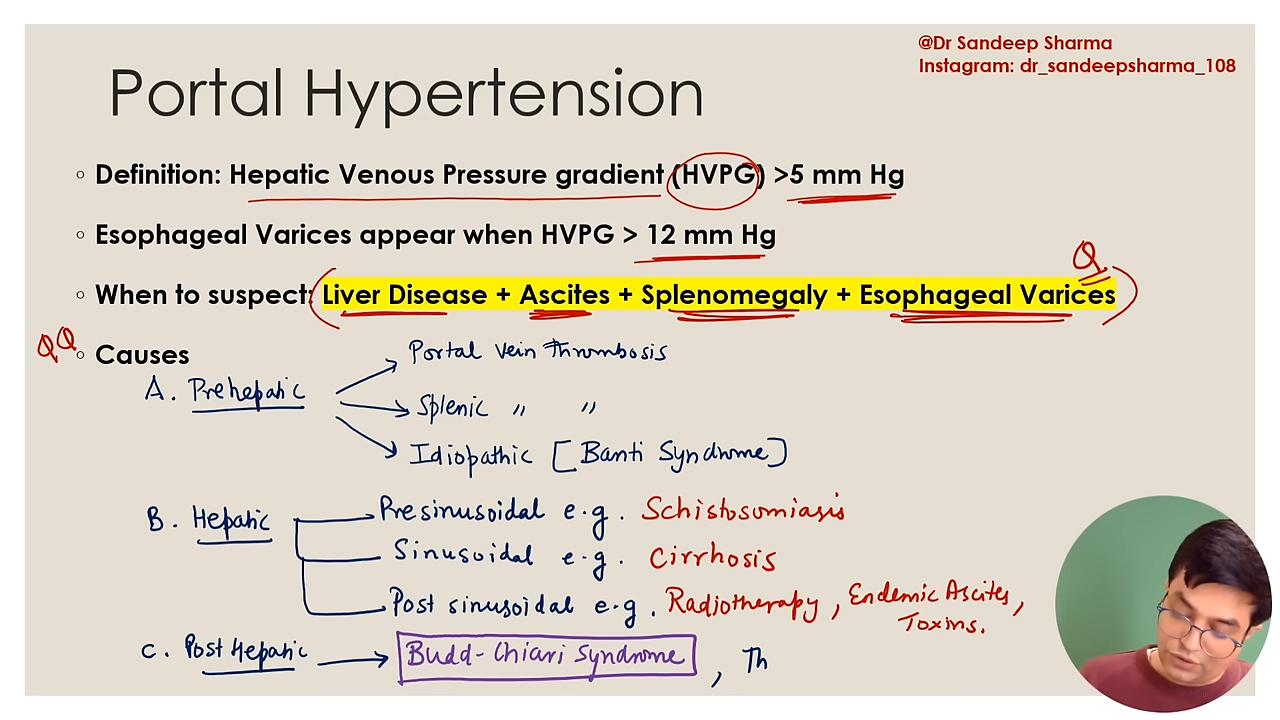 @Dr Sandeep Sharma
Instagram: dr_sandeepsharma_108
Portal Hypertension
◦ Definition: Hepatic Venous Pressure gradient (HVPG) >5 mm Hg
◦ Esophageal Varices appear when HVPG > 12 mm Hg
Q
◦ When to suspect: (Liver Disease + Ascites + Splenomegaly + Esophageal Varices)
QQ ◦ Causes
Portal Vein Thrombosis
A. Prehepatic
Splenic " "
Idiopathic [Banti Syndrome]
B. Hepatic Presinusoidal e.g. Schistosomiasis
Sinusoidal e.g. Cirrhosis
Post sinusoidal e.g. Radiotherapy, Endemic Ascites,
Toxins.
C. Post Hepatic → Budd-Chiari Syndrome, Th